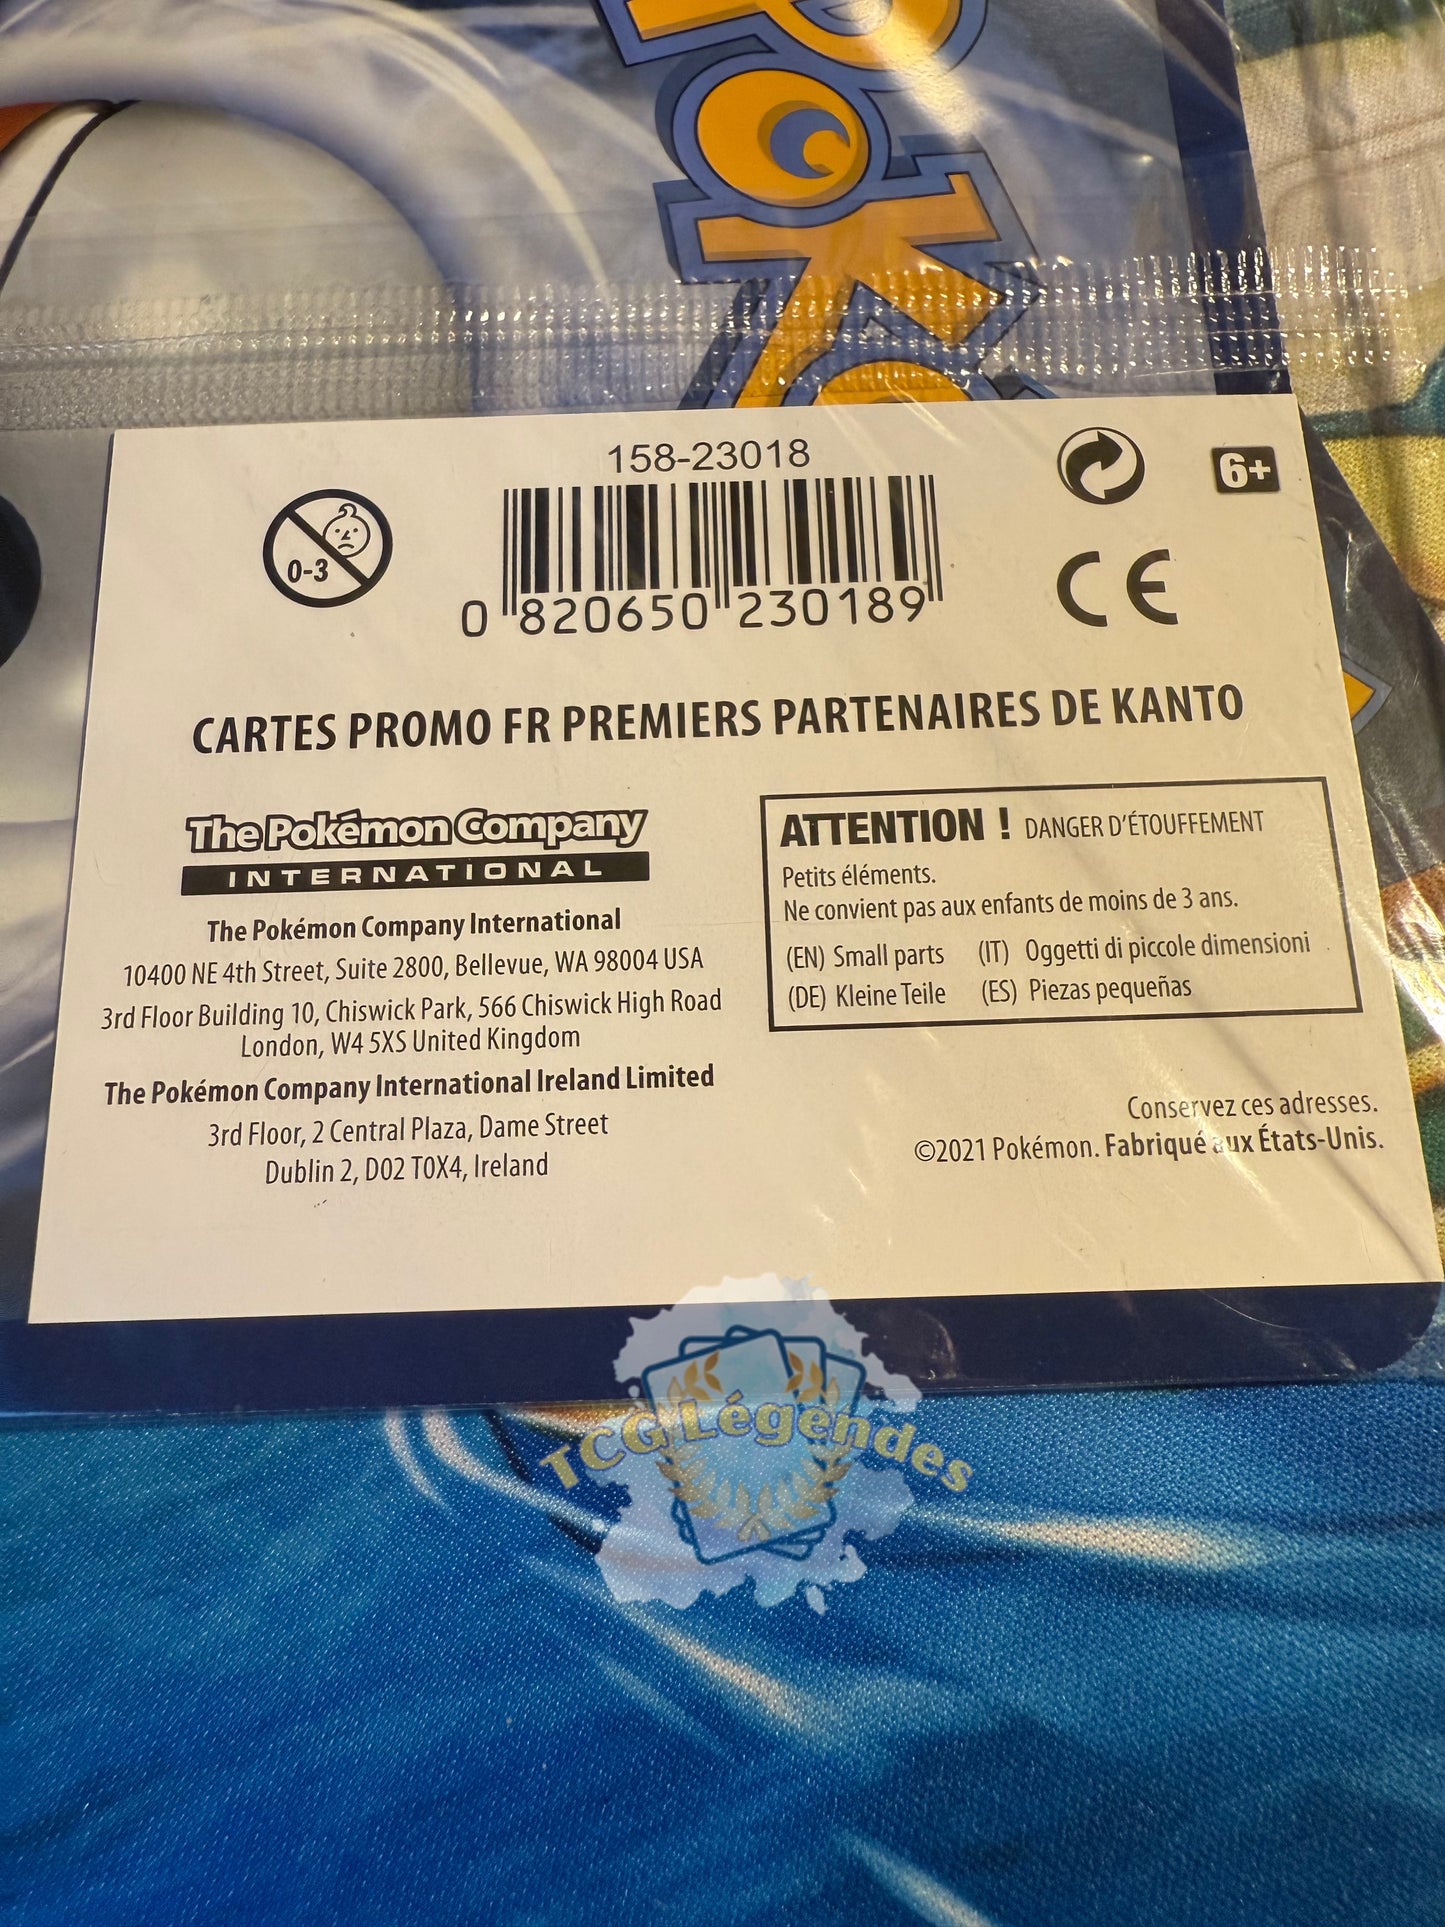 Poké
158-23018
6+
0-3
0 820650 230189
CE
CARTES PROMO FR PREMIERS PARTENAIRES DE KANTO
The Pokémon Company
INTERNATIONAL
The Pokémon Company International
10400 NE 4th Street, Suite 2800, Bellevue, WA 98004 USA
3rd Floor Building 10, Chiswick Park, 566 Chiswick High Road
London, W4 5XS United Kingdom
The Pokémon Company International Ireland Limited
3rd Floor, 2 Central Plaza, Dame Street
Dublin 2, D02 T0X4, Ireland
ATTENTION ! DANGER D'ÉTOUFFEMENT
Petits éléments.
Ne convient pas aux enfants de moins de 3 ans.
(EN) Small parts (IT) Oggetti di piccole dimensioni
(DE) Kleine Teile (ES) Piezas pequeñas
Conservez ces adresses.
©2021 Pokémon. Fabriqué aux États-Unis.
TCG Légendes